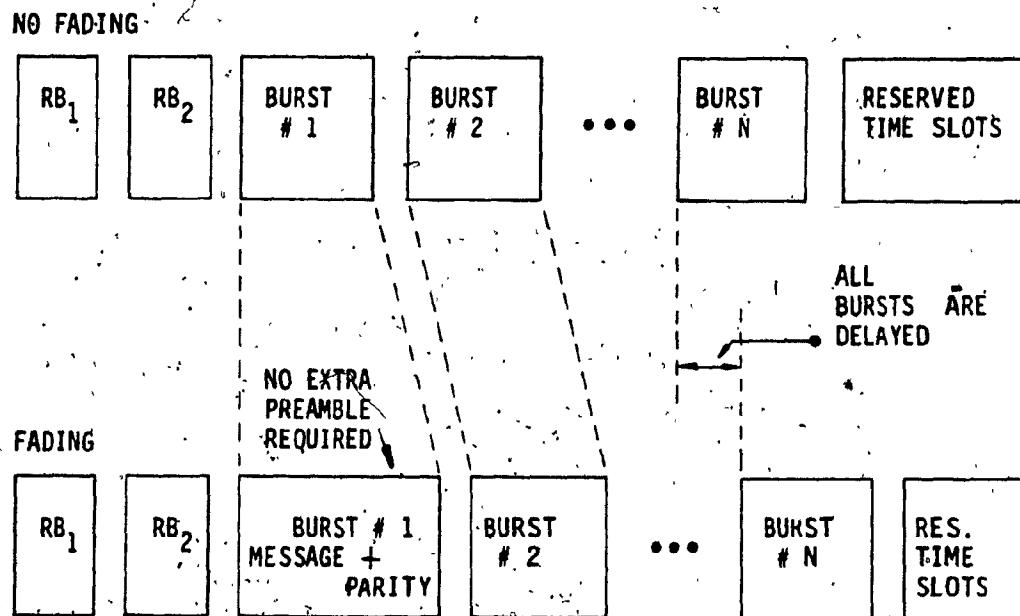 NO FADING
RB1
RB2
BURST
# 1
BURST
# 2
•••
BURST
# N
RESERVED
TIME SLOTS
ALL
BURSTS ARE
DELAYED
NO EXTRA
PREAMBLE
REQUIRED
FADING
RB1
RB2
BURST # 1
MESSAGE +
PARITY
BURST
# 2
•••
BURST
# N
RES.
TIME
SLOTS